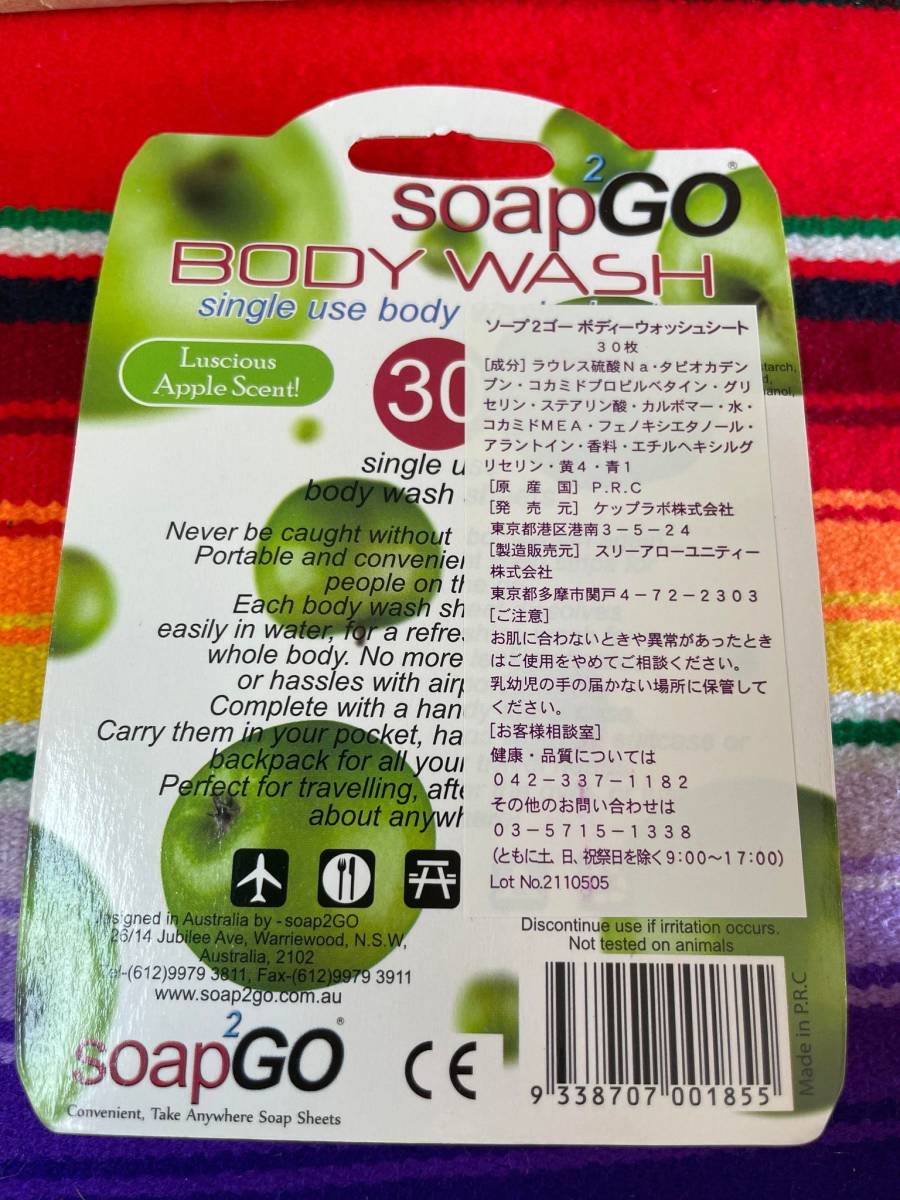 soap2GO®
BODY WASH
single use body
Luscious
Apple Scent!
30
single u
body wash
Never be caught without
Portable and convenien
people on th
Each body wash sh
easily in water, for a refres
whole body. No more
or hassles with airp
Complete with a han
Carry them in your pocket, ha
backpack for all your
Perfect for travelling, afte
about anywh
ソープ2ゴー ボディーウォッシュシート
30枚
[成分] ラウレス硫酸Na・タピオカデン
プン・コカミドプロピルベタイン・グリ
セリン・ステアリン酸・カルボマー・水・
コカミドMEA・フェノキシエタノール・
アラントイン・香料・エチルヘキシルグ
リセリン・黄4・青1
[原 産 国] P.R.C
[発 売 元] ケップラボ株式会社
東京都港区港南3-5-24
[製造販売元] スリーアローユニティー
株式会社
東京都多摩市関戸4-72-2303
[ご注意]
お肌に合わないときや異常があったとき
はご使用をやめてご相談ください。
乳幼児の手の届かない場所に保管して
ください。
[お客様相談室]
健康・品質については
042-337-1182
その他のお問い合わせは
03-5715-1338
(ともに土、日、祝祭日を除く9:00〜17:00)
Lot No.2110505
tarch,
d,
anol,
suitcase or
Designed in Australia by - soap2GO
26/14 Jubilee Ave, Warriewood, N.S.W,
Australia, 2102
Tel-(612)9979 3811, Fax-(612)9979 3911
www.soap2go.com.au
Discontinue use if irritation occurs.
Not tested on animals
soap2GO®
Convenient, Take Anywhere Soap Sheets
CE
9 338707 001855
Made in P.R.C